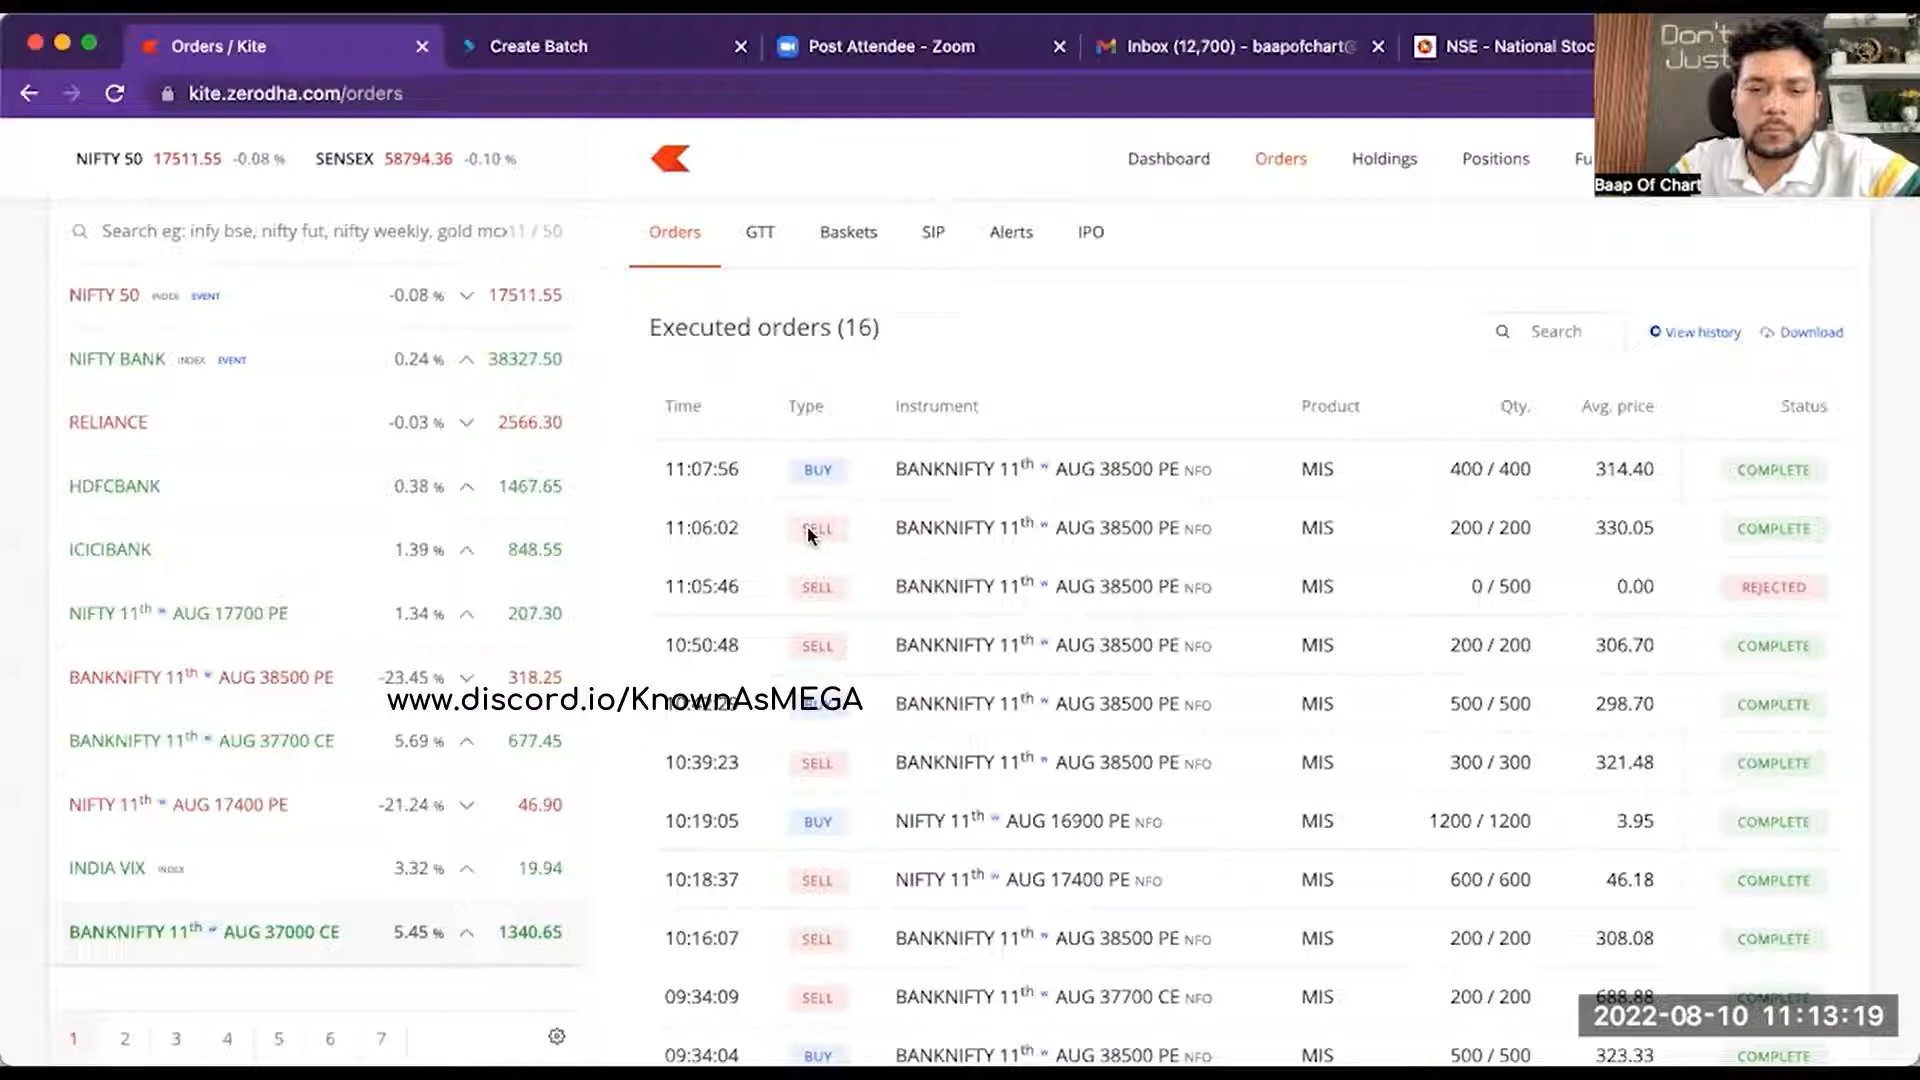 Orders / Kite
Create Batch
Post Attendee - Zoom
Inbox (12,700) - baapofchart@
NSE - National Stoc
kite.zerodha.com/orders
Don't
Just
Baap Of Chart
NIFTY 50 17511.55 -0.08 % SENSEX 58794.36 -0.10 %
Dashboard Orders Holdings Positions Fu
Search eg: infy bse, nifty fut, nifty weekly, gold mcx 11 / 50
Orders GTT Baskets SIP Alerts IPO
NIFTY 50 INDEX EVENT -0.08 % 17511.55
NIFTY BANK INDEX EVENT 0.24 % 38327.50
RELIANCE -0.03 % 2566.30
HDFCBANK 0.38 % 1467.65
ICICIBANK 1.39 % 848.55
NIFTY 11th w AUG 17700 PE 1.34 % 207.30
BANKNIFTY 11th w AUG 38500 PE -23.45 % 318.25
BANKNIFTY 11th w AUG 37700 CE 5.69 % 677.45
NIFTY 11th w AUG 17400 PE -21.24 % 46.90
INDIA VIX INDEX 3.32 % 19.94
BANKNIFTY 11th w AUG 37000 CE 5.45 % 1340.65
1 2 3 4 5 6 7
Executed orders (16)
Search View history Download
Time Type Instrument Product Qty. Avg. price Status
11:07:56 BUY BANKNIFTY 11th w AUG 38500 PE NFO MIS 400 / 400 314.40 COMPLETE
11:06:02 SELL BANKNIFTY 11th w AUG 38500 PE NFO MIS 200 / 200 330.05 COMPLETE
11:05:46 SELL BANKNIFTY 11th w AUG 38500 PE NFO MIS 0 / 500 0.00 REJECTED
10:50:48 SELL BANKNIFTY 11th w AUG 38500 PE NFO MIS 200 / 200 306.70 COMPLETE
BANKNIFTY 11th w AUG 38500 PE NFO MIS 500 / 500 298.70 COMPLETE
10:39:23 SELL BANKNIFTY 11th w AUG 38500 PE NFO MIS 300 / 300 321.48 COMPLETE
10:19:05 BUY NIFTY 11th w AUG 16900 PE NFO MIS 1200 / 1200 3.95 COMPLETE
10:18:37 SELL NIFTY 11th w AUG 17400 PE NFO MIS 600 / 600 46.18 COMPLETE
10:16:07 SELL BANKNIFTY 11th w AUG 38500 PE NFO MIS 200 / 200 308.08 COMPLETE
09:34:09 SELL BANKNIFTY 11th w AUG 37700 CE NFO MIS 200 / 200 688.88 COMPLETE
09:34:04 BUY BANKNIFTY 11th w AUG 38500 PE NFO MIS 500 / 500 323.33 COMPLETE
www.discord.io/KnownAsMEGA
2022-08-10 11:13:19